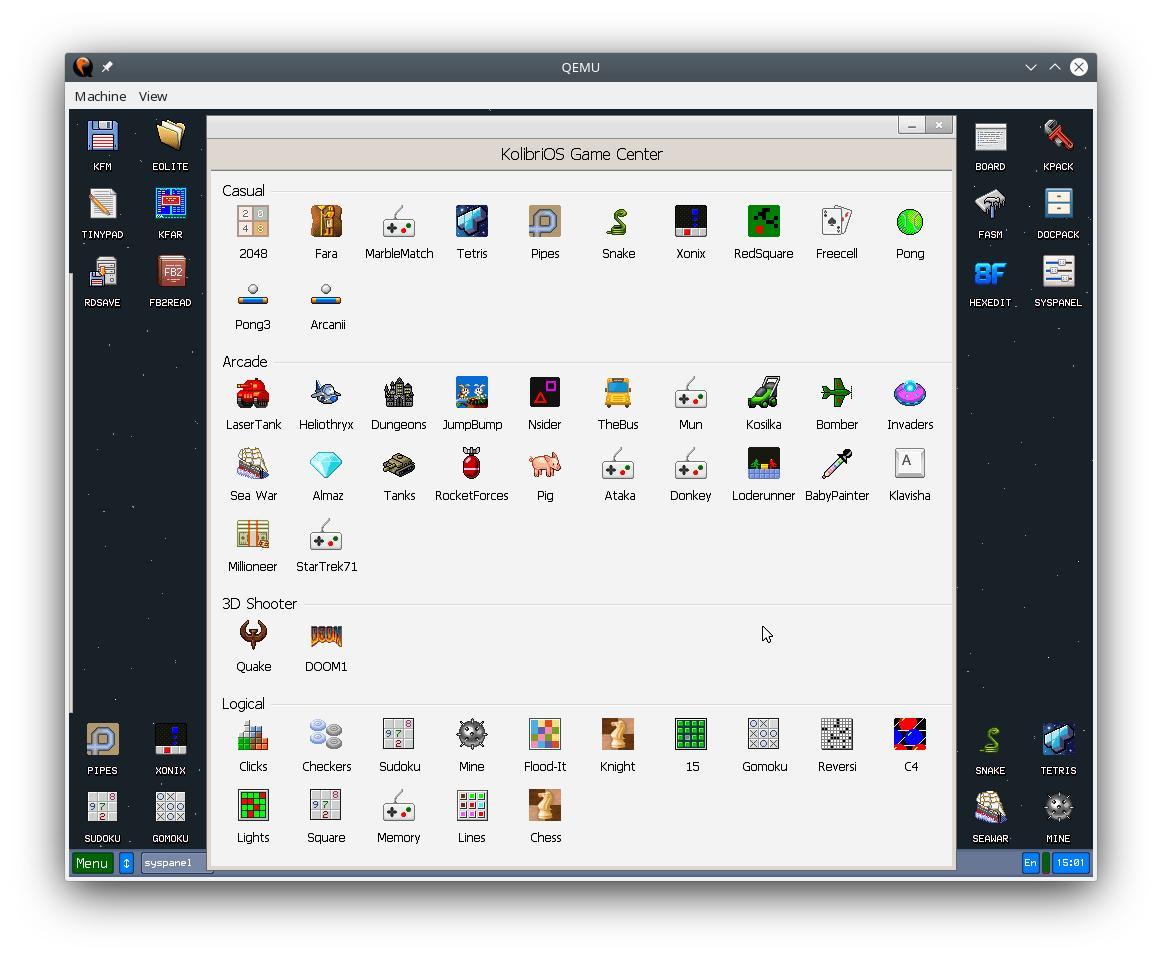 QEMU
Machine View
KolibriOS Game Center
KFM EOLITE
TINYPAD KFAR
RDSAVE FB2READ
BOARD KPACK
FASM DOCPACK
HEXEDIT SYSPANEL
Casual
2048 Fara MarbleMatch Tetris Pipes Snake Xonix RedSquare Freecell Pong
Pong3 Arcanii
Arcade
LaserTank Heliothryx Dungeons JumpBump Nsider TheBus Mun Kosilka Bomber Invaders
Sea War Almaz Tanks RocketForces Pig Ataka Donkey Loderunner BabyPainter Klavisha
Millioneer StarTrek71
3D Shooter
Quake DOOM1
Logical
Clicks Checkers Sudoku Mine Flood-It Knight 15 Gomoku Reversi C4
Lights Square Memory Lines Chess
PIPES XONIX
SUDOKU GOMOKU
SNAKE TETRIS
SEAWAR MINE
Menu syspanel En 15:01